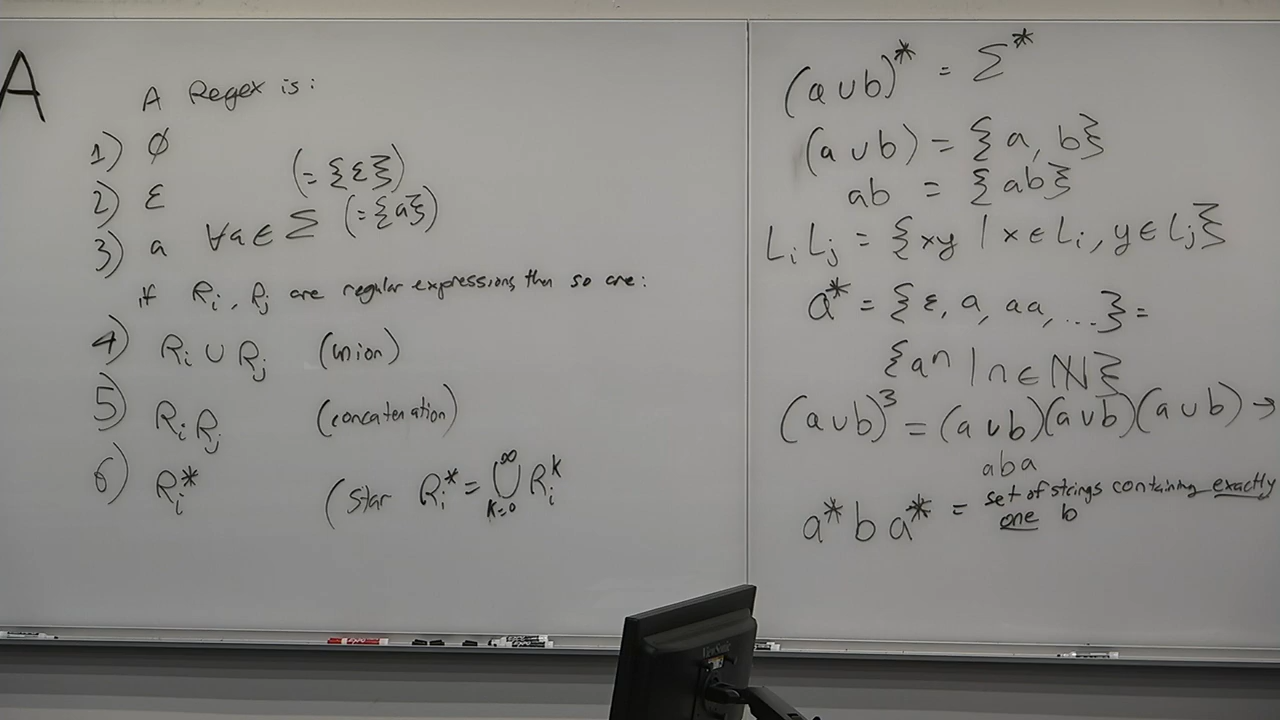 A
A Regex is:
1) ∅
2) ε (= {ε})
3) a ∀a ∈ Σ (= {a})
if Ri, Rj are regular expressions then so are:
4) Ri ∪ Rj (union)
5) RiRj (concatenation)
6) Ri* (Star Ri* = ∪ k=0 ∞ Ri^k
(a ∪ b)* = Σ*
(a ∪ b) = {a, b}
ab = {ab}
LiLj = {xy | x ∈ Li, y ∈ Lj}
a* = {ε, a, aa, ...} =
{a^n | n ∈ ℕ}
(a ∪ b)³ = (a ∪ b)(a ∪ b)(a ∪ b) →
aba
a*ba* = set of strings containing exactly
one b
ViewSonic